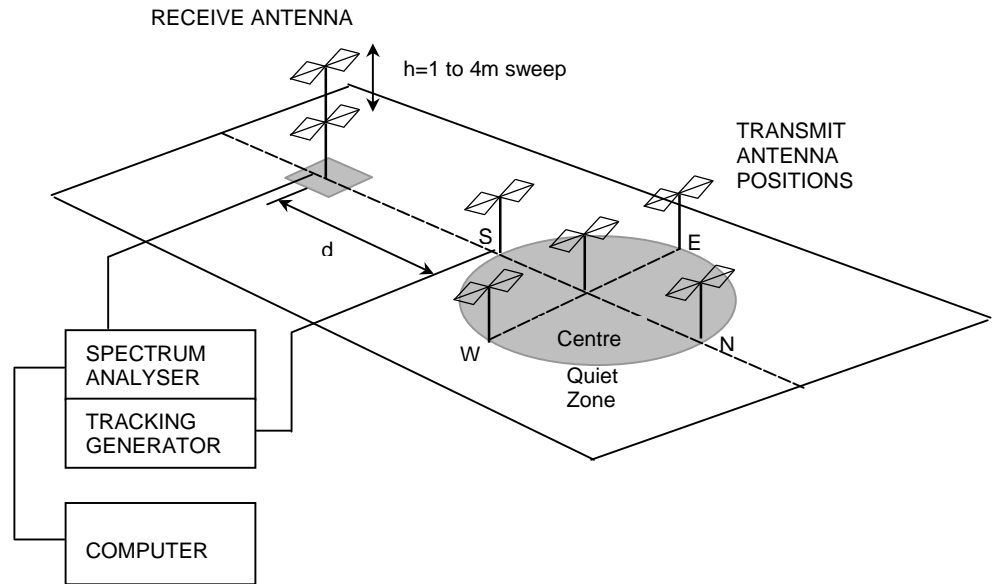 RECEIVE ANTENNA
h=1 to 4m sweep
TRANSMIT
ANTENNA
POSITIONS
S
E
d
W
Centre
N
Quiet
Zone
SPECTRUM
ANALYSER
TRACKING
GENERATOR
COMPUTER